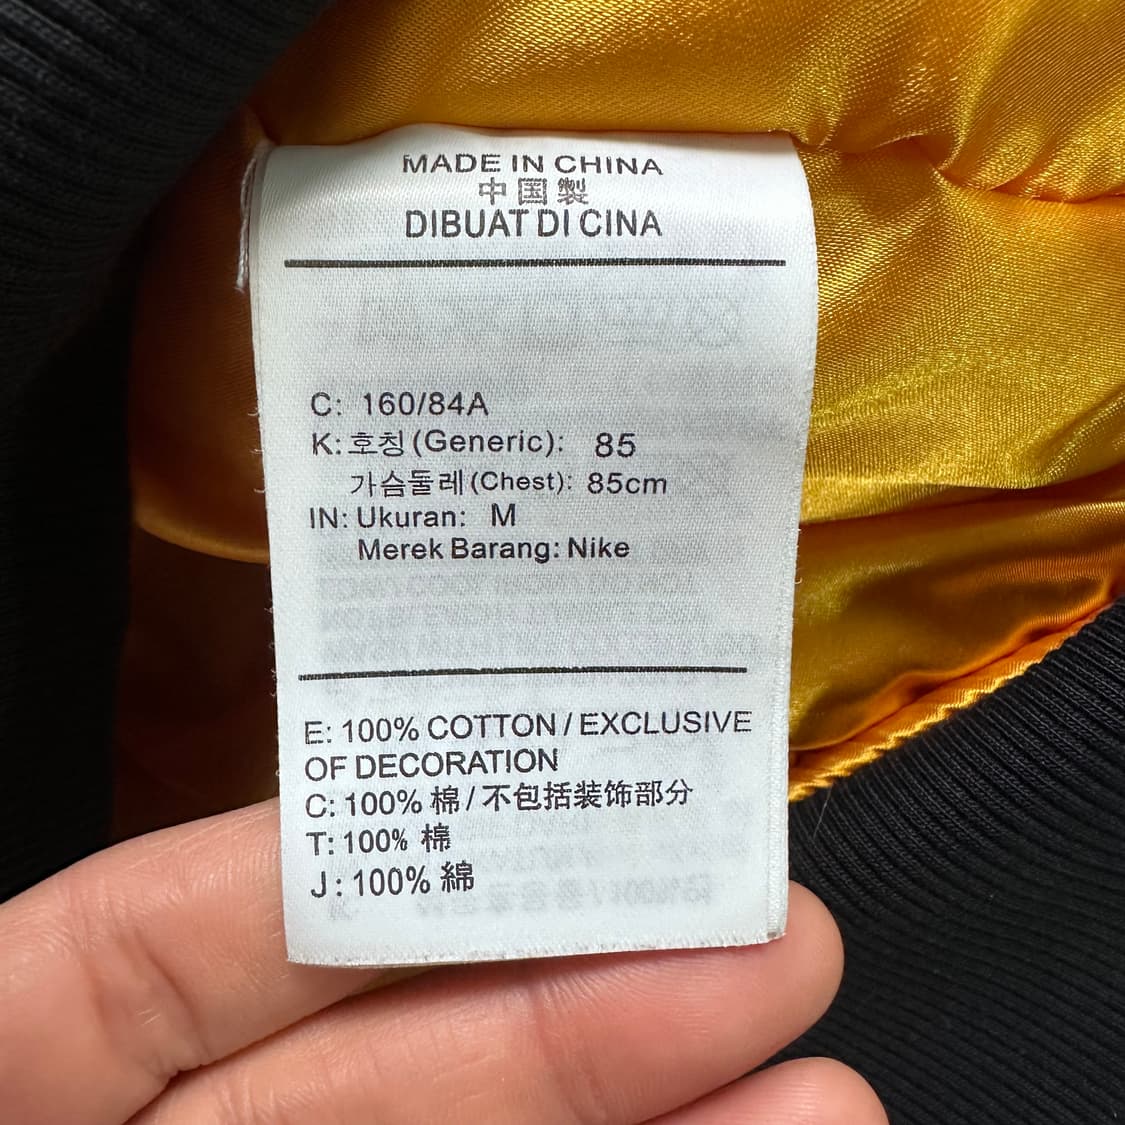 MADE IN CHINA
中国製
DIBUAT DI CINA
C: 160/84A
K: 호칭(Generic): 85
가슴둘레(Chest): 85cm
IN: Ukuran: M
Merek Barang: Nike
E: 100% COTTON / EXCLUSIVE
OF DECORATION
C: 100% 棉 / 不包括装饰部分
T: 100% 棉
J: 100% 綿